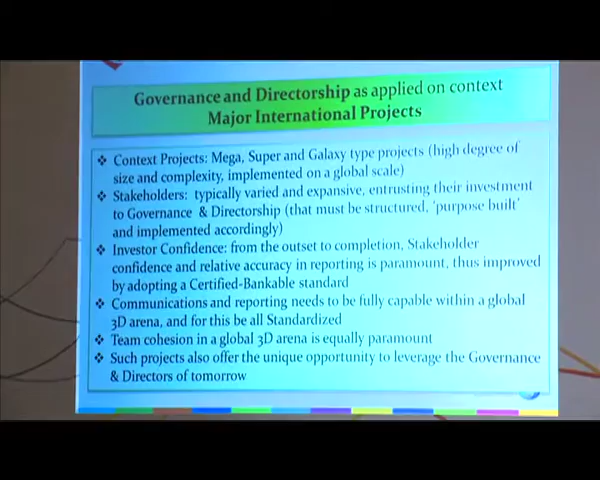 Governance and Directorship as applied on context
Major International Projects
❖ Context Projects: Mega, Super and Galaxy type projects (high degree of
size and complexity, implemented on a global scale)
❖ Stakeholders: typically varied and expansive, entrusting their investment
to Governance & Directorship (that must be structured, 'purpose built'
and implemented accordingly)
❖ Investor Confidence: from the outset to completion, Stakeholder
confidence and relative accuracy in reporting is paramount, thus improved
by adopting a Certified-Bankable standard
❖ Communications and reporting needs to be fully capable within a global
3D arena, and for this be all Standardized
❖ Team cohesion in a global 3D arena is equally paramount
❖ Such projects also offer the unique opportunity to leverage the Governance
& Directors of tomorrow